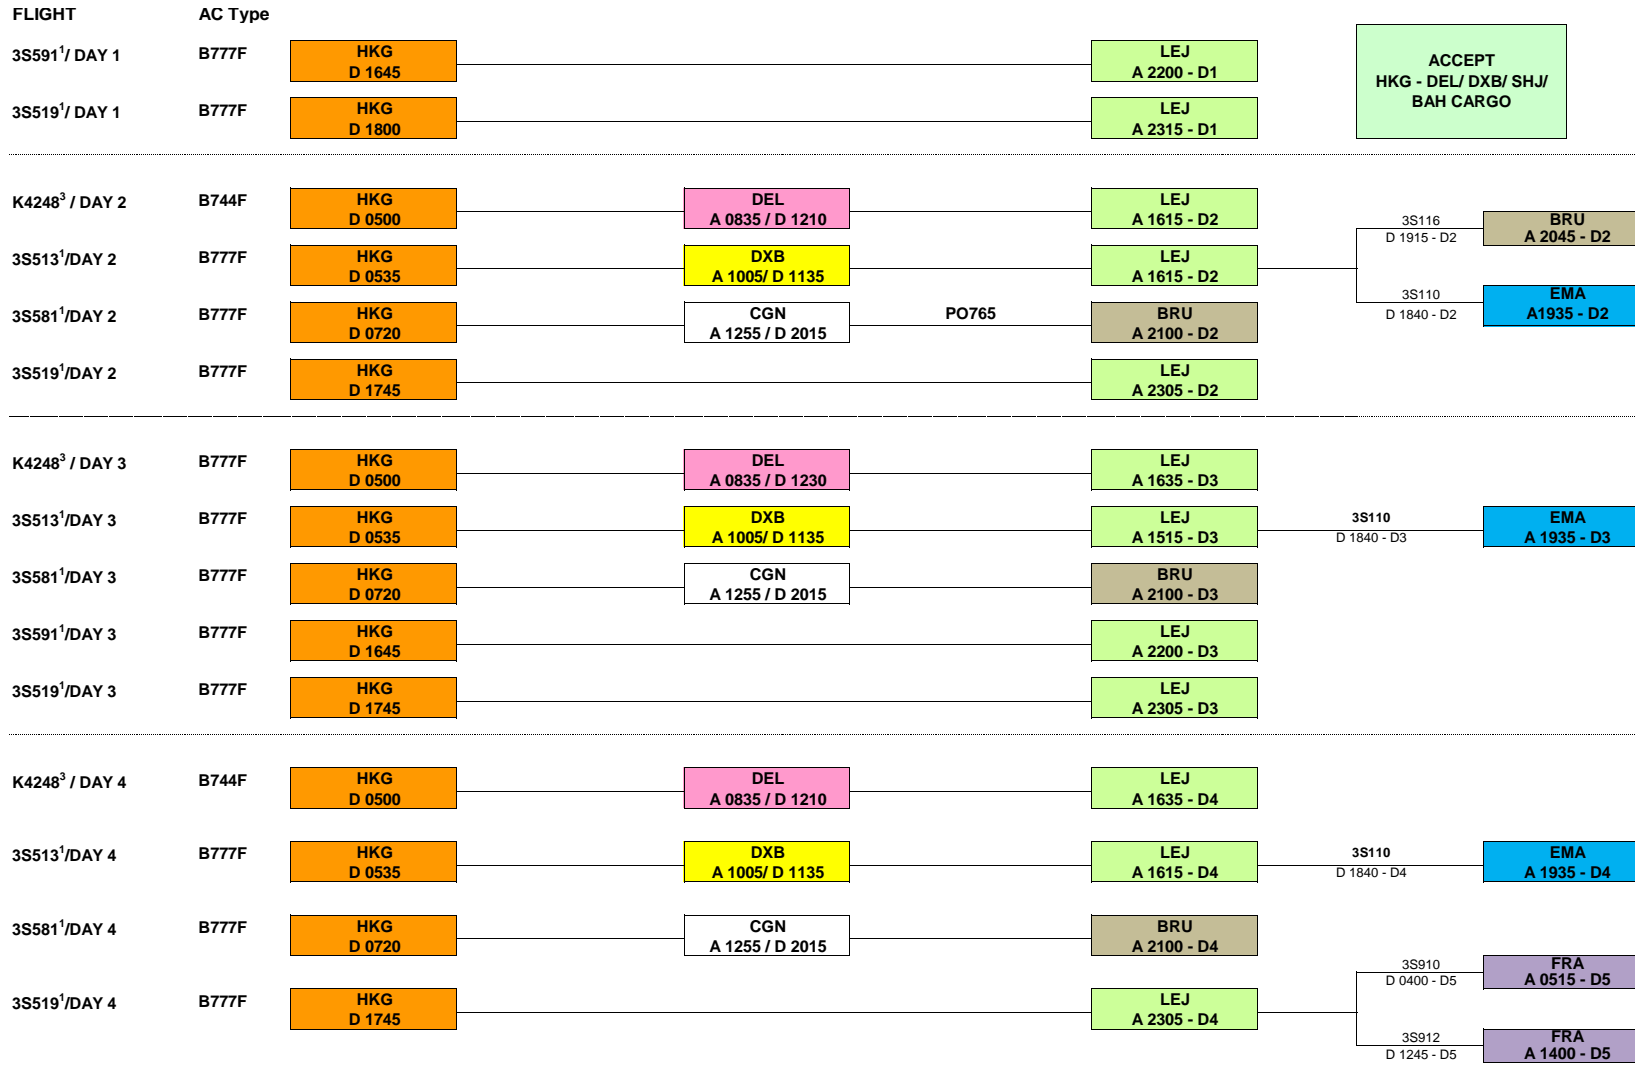 FLIGHT AC Type
3S591¹/ DAY 1 B777F HKG LEJ
D 1645 A 2200 - D1
ACCEPT
HKG - DEL/ DXB/ SHJ/
BAH CARGO
3S519¹/ DAY 1 B777F HKG LEJ
D 1800 A 2315 - D1
K4248³ / DAY 2 B744F HKG DEL LEJ
D 0500 A 0835 / D 1210 A 1615 - D2
3S116 BRU
D 1915 - D2 A 2045 - D2
3S513¹/DAY 2 B777F HKG DXB LEJ
D 0535 A 1005/ D 1135 A 1615 - D2
3S110 EMA
D 1840 - D2 A1935 - D2
3S581¹/DAY 2 B777F HKG CGN PO765 BRU
D 0720 A 1255 / D 2015 A 2100 - D2
3S519¹/DAY 2 B777F HKG LEJ
D 1745 A 2305 - D2
K4248³ / DAY 3 B777F HKG DEL LEJ
D 0500 A 0835 / D 1230 A 1635 - D3
3S513¹/DAY 3 B777F HKG DXB LEJ 3S110 EMA
D 0535 A 1005/ D 1135 A 1515 - D3 D 1840 - D3 A 1935 - D3
3S581¹/DAY 3 B777F HKG CGN BRU
D 0720 A 1255 / D 2015 A 2100 - D3
3S591¹/DAY 3 B777F HKG LEJ
D 1645 A 2200 - D3
3S519¹/DAY 3 B777F HKG LEJ
D 1745 A 2305 - D3
K4248³ / DAY 4 B744F HKG DEL LEJ
D 0500 A 0835 / D 1210 A 1635 - D4
3S513¹/DAY 4 B777F HKG DXB LEJ 3S110 EMA
D 0535 A 1005/ D 1135 A 1615 - D4 D 1840 - D4 A 1935 - D4
3S581¹/DAY 4 B777F HKG CGN BRU
D 0720 A 1255 / D 2015 A 2100 - D4
3S910 FRA
D 0400 - D5 A 0515 - D5
3S519¹/DAY 4 B777F HKG LEJ
D 1745 A 2305 - D4
3S912 FRA
D 1245 - D5 A 1400 - D5